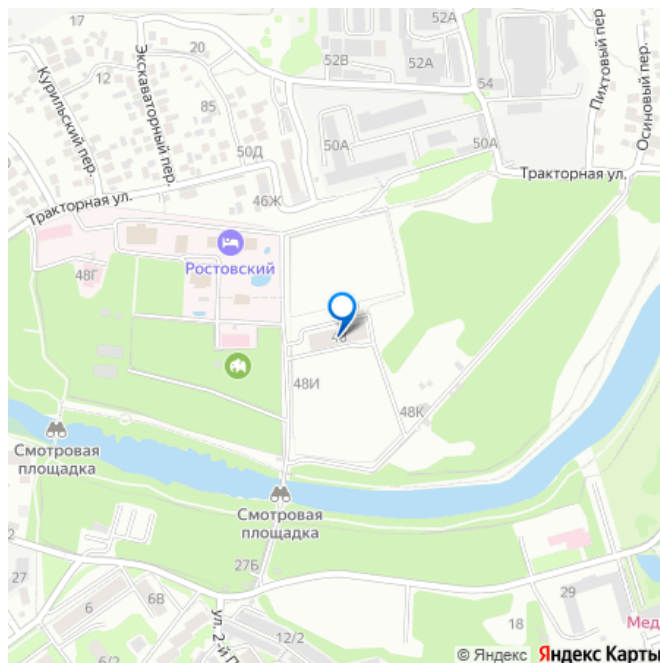 17
20
52В
52А
52А
Курильский пер.
Экскаваторный пер.
Пихтовый пер.
Осиновый пер.
12
85
54
50Д
50А
50А
46Ж
Тракторная ул.
Тракторная ул.
Ростовский
48Г
48И
48К
Смотровая
площадка
Смотровая
площадка
27Б
27
6
6В
ул. 2-й П
12/2
6/2
18
29
Мед
© Яндекс Яндекс Карты